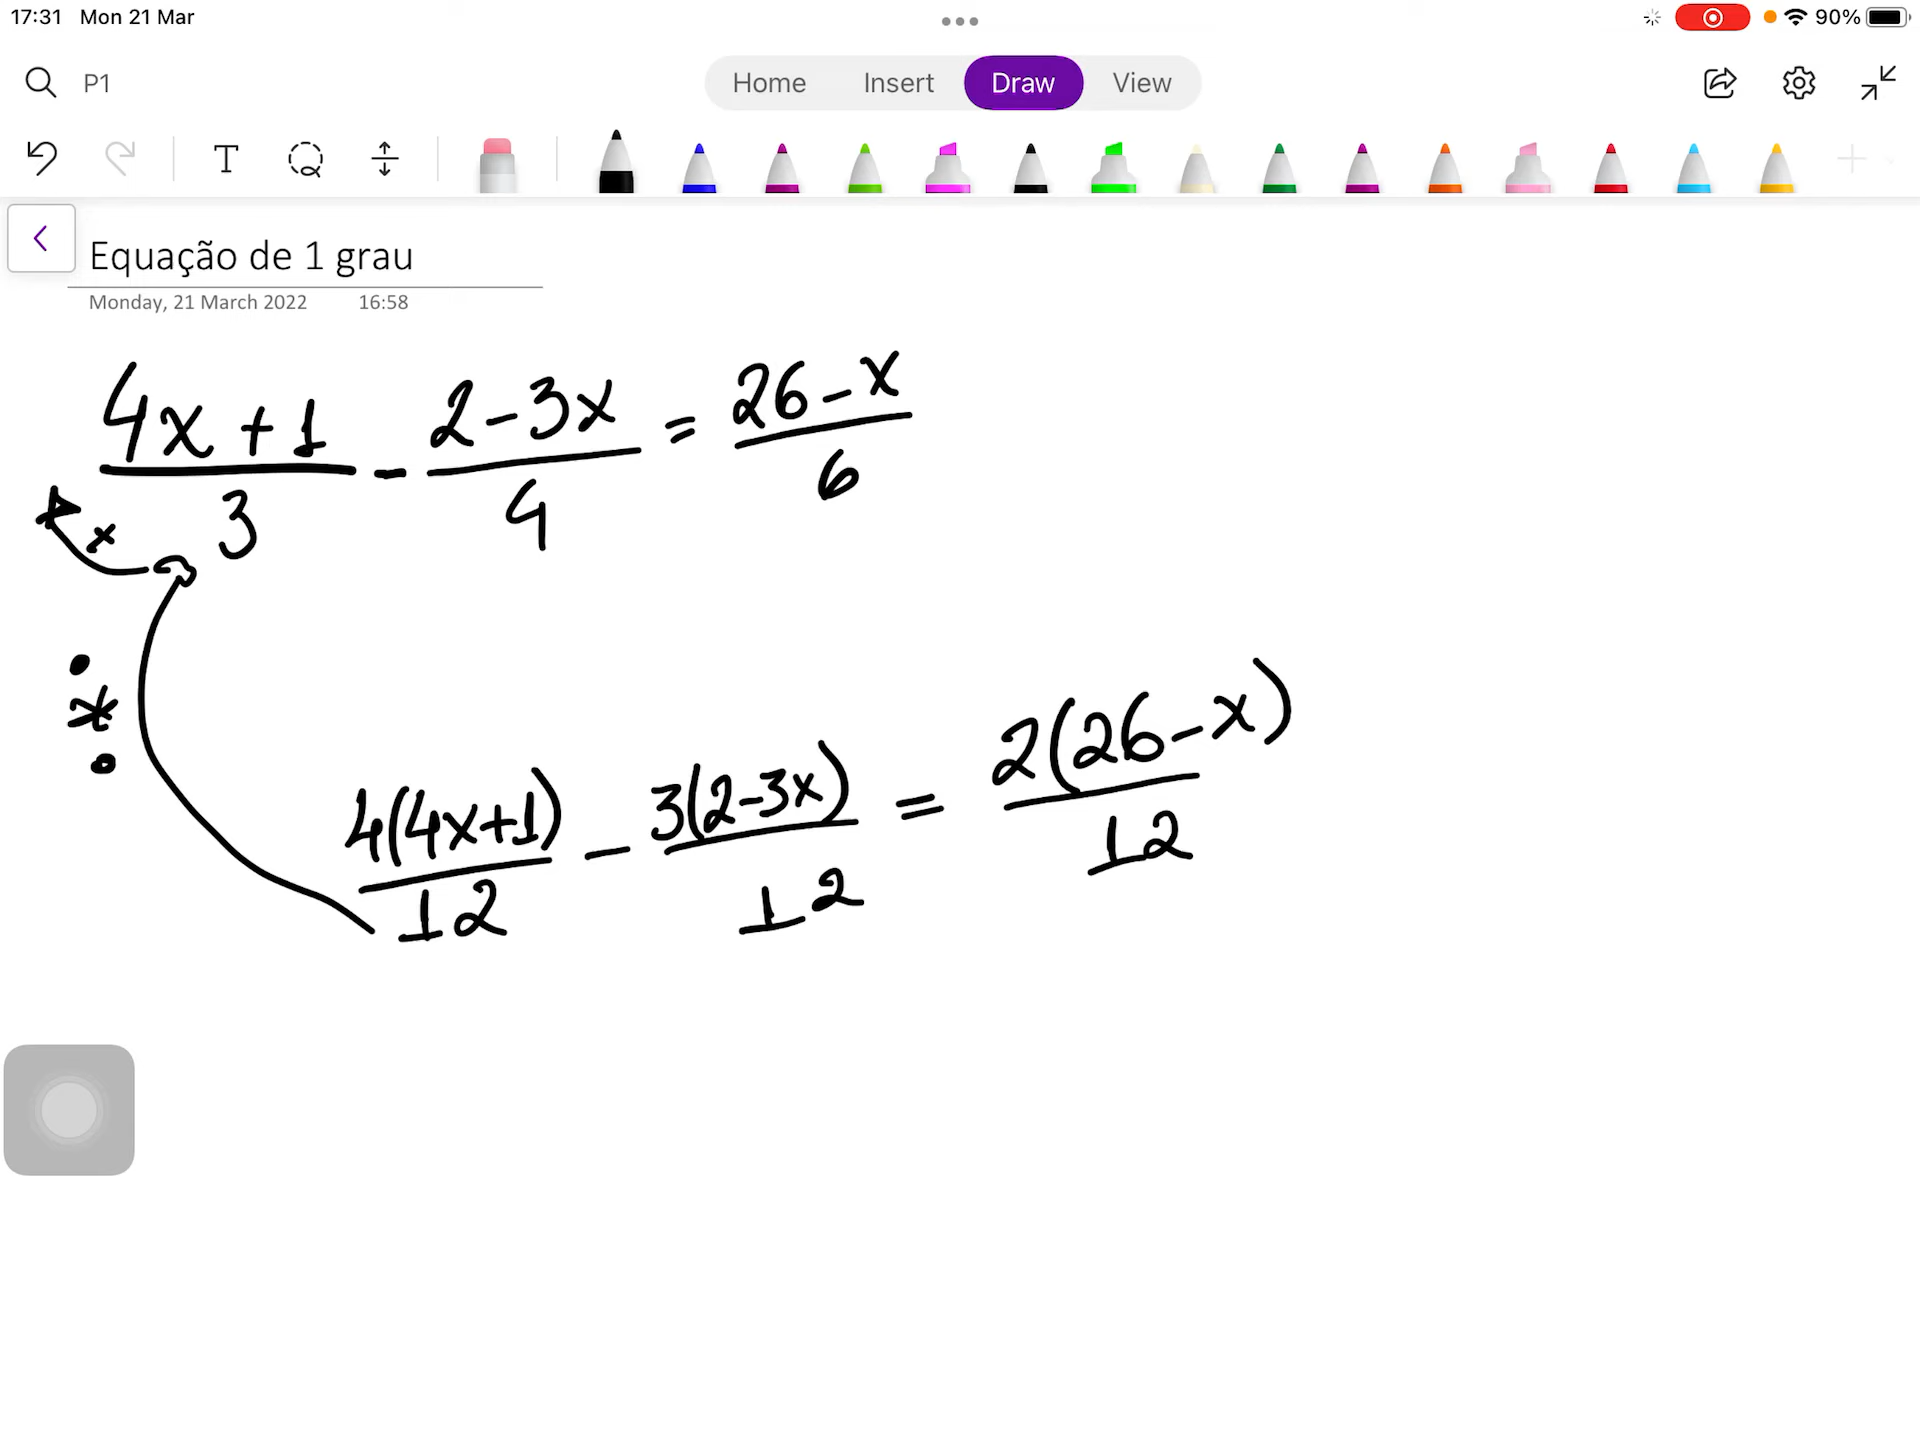 17:31 Mon 21 Mar 90%
P1 Home Insert Draw View
T
Equação de 1 grau
Monday, 21 March 2022 16:58
4x + 1 / 3 - 2 - 3x / 4 = 26 - x / 6
x
4(4x+1) / 12 - 3(2-3x) / 12 = 2(26-x) / 12